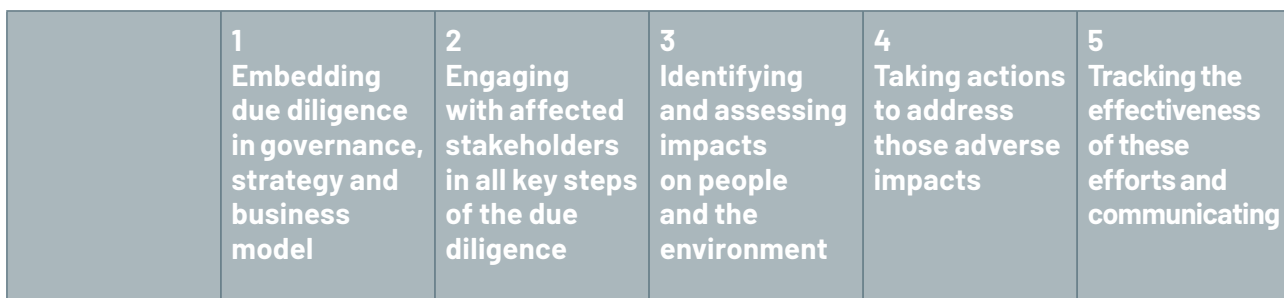 1
Embedding
due diligence
in governance,
strategy and
business
model
2
Engaging
with affected
stakeholders
in all key steps
of the due
diligence
3
Identifying
and assessing
impacts
on people
and the
environment
4
Taking actions
to address
those adverse
impacts
5
Tracking the
effectiveness
of these
efforts and
communicating